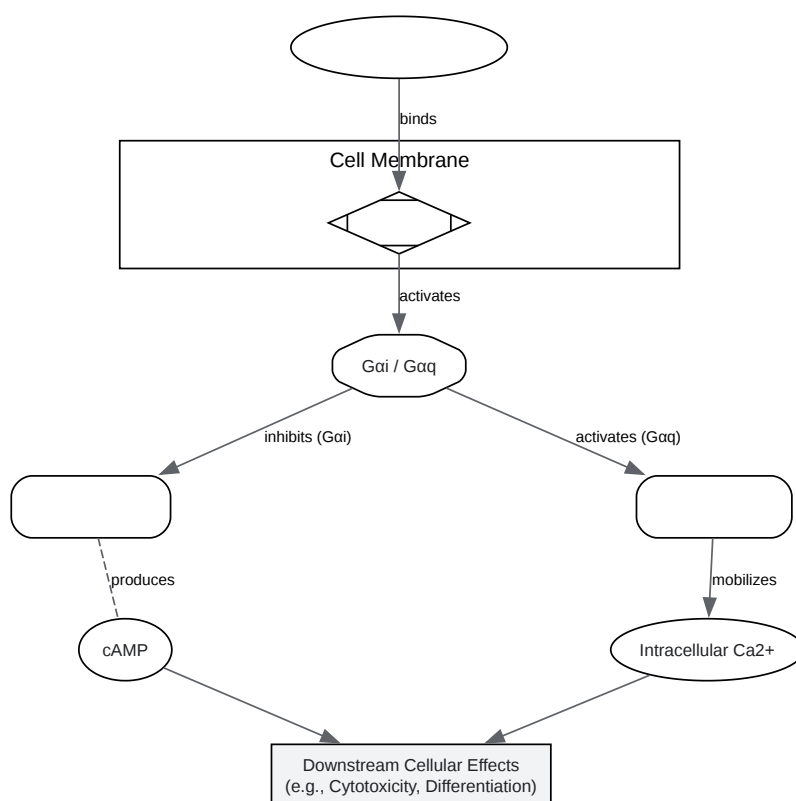 binds
Cell Membrane
activates
Gαi / Gαq
inhibits (Gαi)
activates (Gαq)
produces
mobilizes
cAMP
Intracellular Ca2+
Downstream Cellular Effects
(e.g., Cytotoxicity, Differentiation)